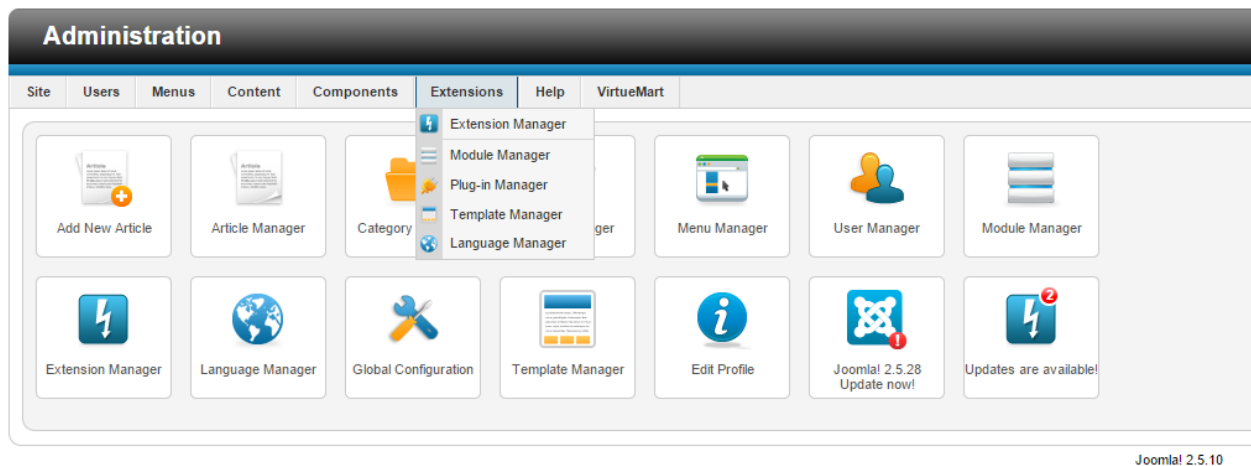 Administration
Site Users Menus Content Components Extensions Help VirtueMart
Extension Manager
Module Manager
Plug-in Manager
Template Manager
Language Manager
Add New Article
Article Manager
Category
ger
Menu Manager
User Manager
Module Manager
Extension Manager
Language Manager
Global Configuration
Template Manager
Edit Profile
Joomla! 2.5.28
Update now!
2
Updates are available!
Joomla! 2.5.10